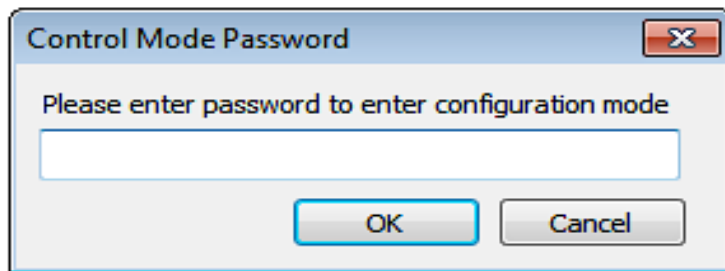 Control Mode Password
Please enter password to enter configuration mode
OK
Cancel